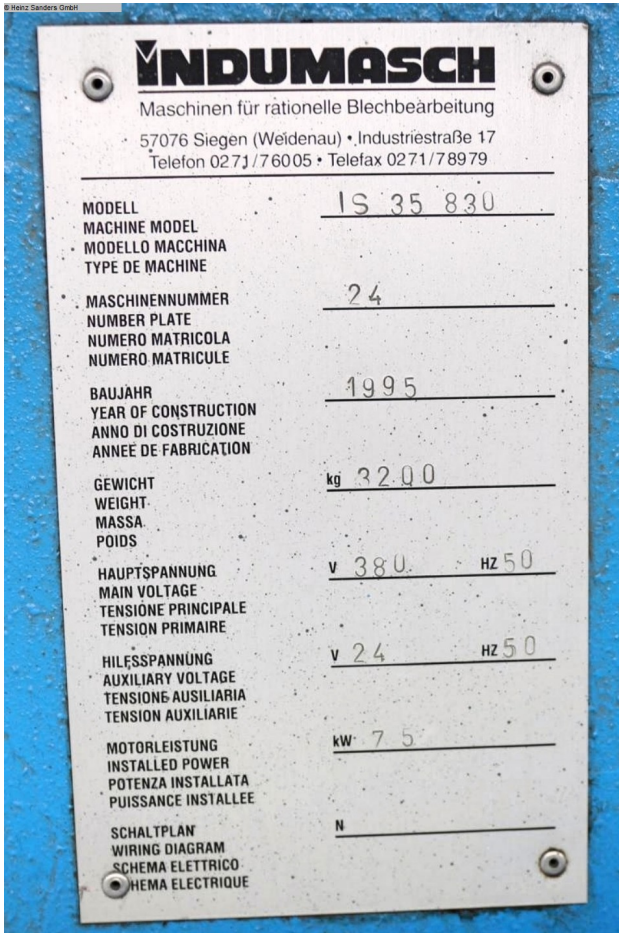 © Heinz Sanders GmbH
INDUMASCH
Maschinen für rationelle Blechbearbeitung
57076 Siegen (Weidenau) • Industriestraße 17
Telefon 0271/76005 • Telefax 0271/78979
MODELL IS 35 830
MACHINE MODEL
MODELLO MACCHINA
TYPE DE MACHINE
MASCHINENNUMMER 24
NUMBER PLATE
NUMERO MATRICOLA
NUMERO MATRICULE
BAUJAHR 1995
YEAR OF CONSTRUCTION
ANNO DI COSTRUZIONE
ANNEE DE FABRICATION
GEWICHT kg 3200
WEIGHT
MASSA
POIDS
HAUPTSPANNUNG V 380 HZ 50
MAIN VOLTAGE
TENSIONE PRINCIPALE
TENSION PRIMAIRE
HILFSSPANNUNG V 24 HZ 50
AUXILIARY VOLTAGE
TENSIONE AUSILIARIA
TENSION AUXILIARIE
MOTORLEISTUNG kW 7 5
INSTALLED POWER
POTENZA INSTALLATA
PUISSANCE INSTALLEE
SCHALTPLAN N
WIRING DIAGRAM
SCHEMA ELETTRICO
HEMA ELECTRIQUE